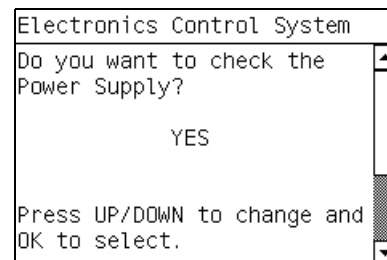 Electronics Control System
Do you want to check the
Power Supply?
YES
Press UP/DOWN to change and
OK to select.